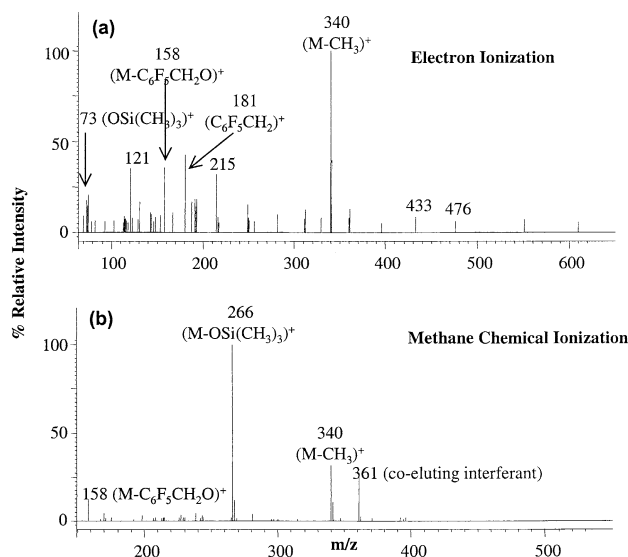 (a)
340
(M-CH₃)⁺
Electron Ionization
158
(M-C₆F₅CH₂O)⁺
181
(C₆F₅CH₂)⁺
73 (OSi(CH₃)₃)⁺
121
215
433
476
100
50
0
100
200
300
400
500
600
% Relative Intensity
(b)
266
(M-OSi(CH₃)₃)⁺
Methane Chemical Ionization
340
(M-CH₃)⁺
361 (co-eluting interferant)
158 (M-C₆F₅CH₂O)⁺
100
50
0
200
300
400
500
m/z